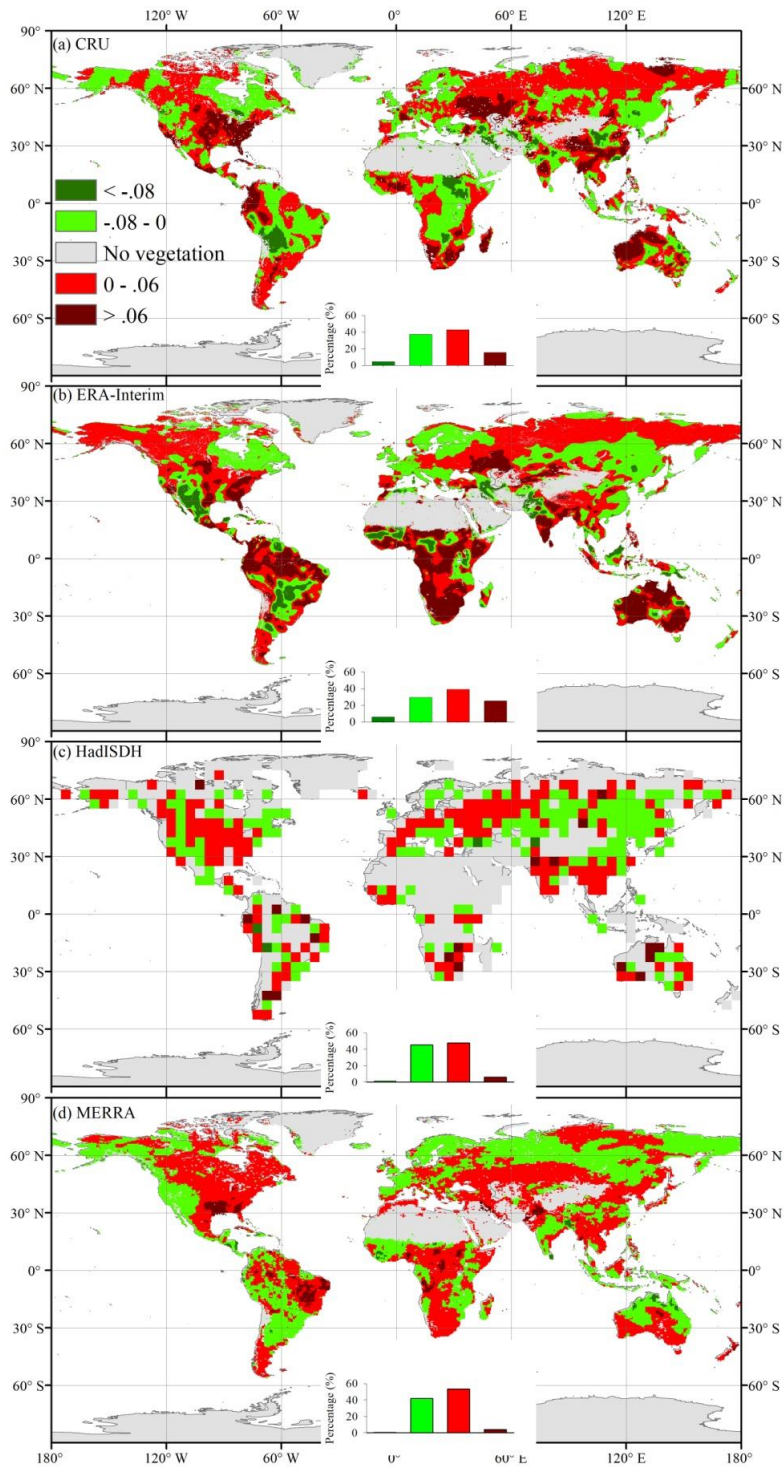 120° W 60° W 0° 60° E 120° E 180°
90°
(a) CRU
60° N
60° N
30° N
30° N
< -.08
-.08 - 0
No vegetation
0 - .06
> .06
0°
0°
30° S
30° S
60° S
60° S
Percentage (%)
60
40
20
0
90°
90°
(b) ERA-Interim
60° N
60° N
30° N
30° N
0°
0°
30° S
30° S
60° S
60° S
Percentage (%)
60
40
20
0
90°
90°
(c) HadISDH
60° N
60° N
30° N
30° N
0°
0°
30° S
30° S
60° S
60° S
Percentage (%)
60
40
20
0
90°
90°
(d) MERRA
60° N
60° N
30° N
30° N
0°
0°
30° S
30° S
60° S
60° S
Percentage (%)
60
40
20
0
180° 120° W 60° W 0° 60° E 120° E 180°